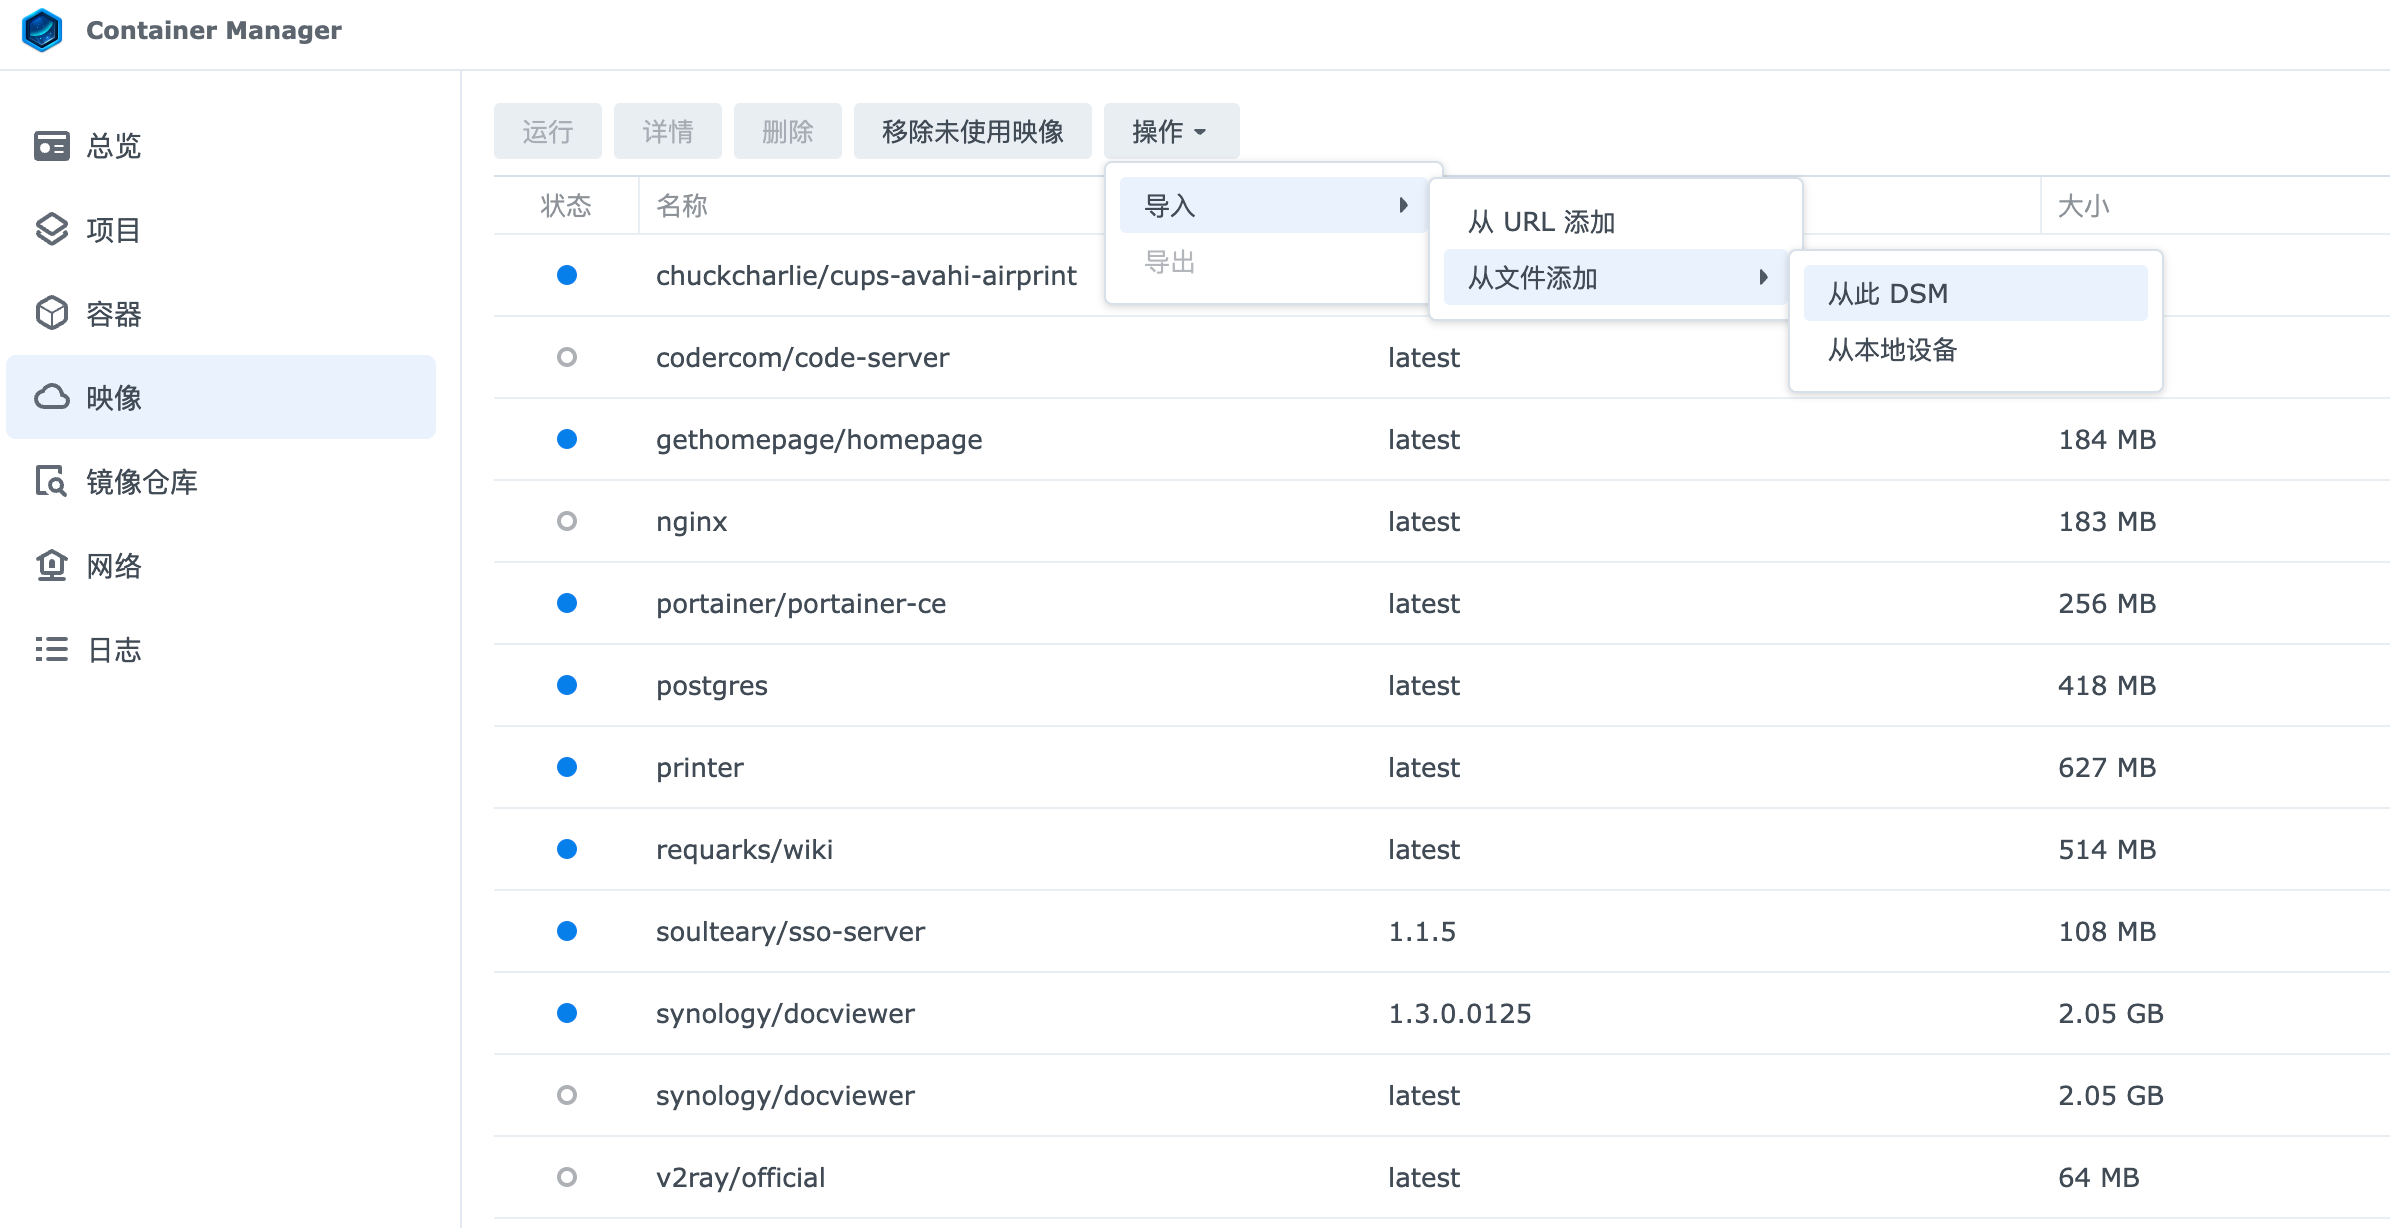 Container Manager
总览
项目
容器
映像
镜像仓库
网络
日志
运行 详情 删除 移除未使用映像 操作
状态 名称 大小
导入
导出
从 URL 添加
从文件添加
从此 DSM
从本地设备
chuckcharlie/cups-avahi-airprint
codercom/code-server latest
gethomepage/homepage latest 184 MB
nginx latest 183 MB
portainer/portainer-ce latest 256 MB
postgres latest 418 MB
printer latest 627 MB
requarks/wiki latest 514 MB
soulteary/sso-server 1.1.5 108 MB
synology/docviewer 1.3.0.0125 2.05 GB
synology/docviewer latest 2.05 GB
v2ray/official latest 64 MB